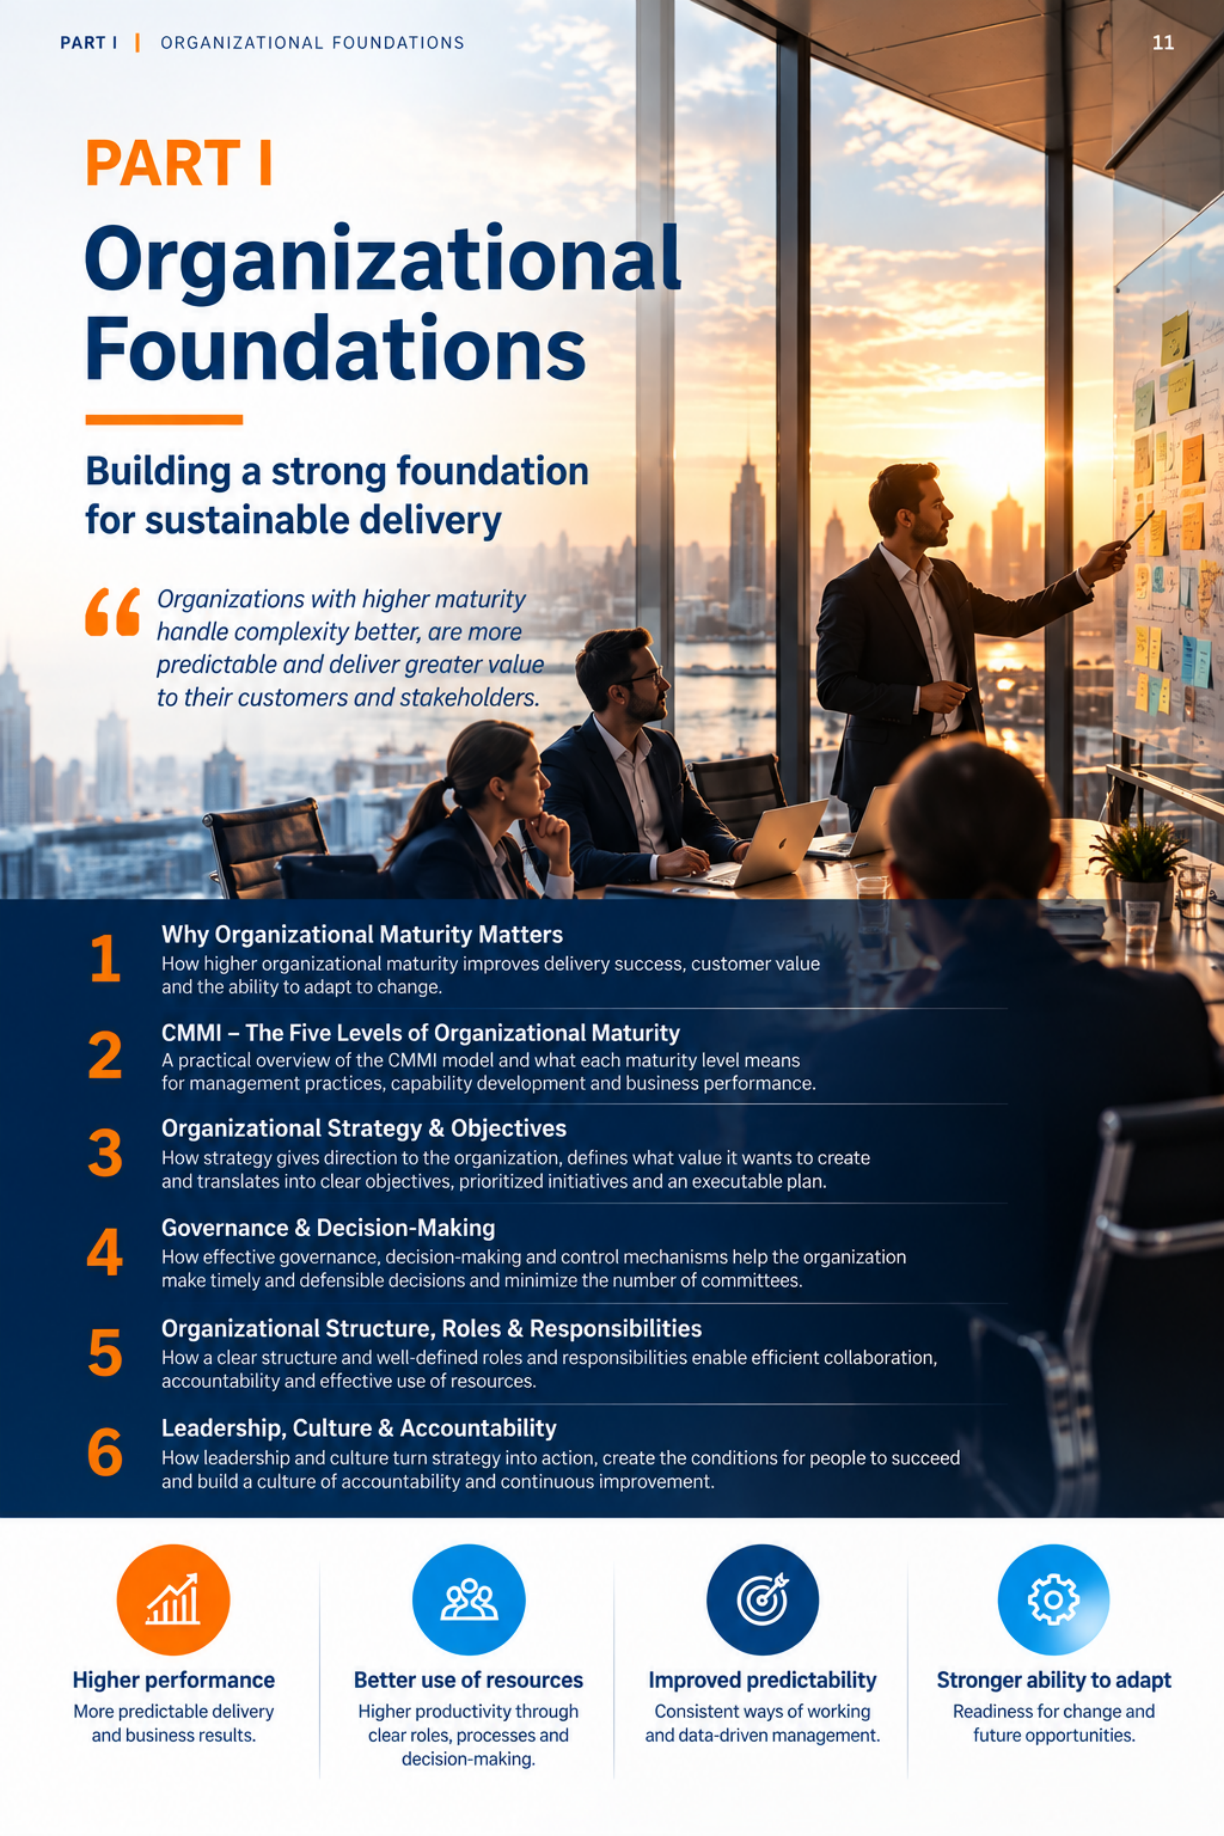 PART I | ORGANIZATIONAL FOUNDATIONS
11
PART I
Organizational
Foundations
Building a strong foundation
for sustainable delivery
“Organizations with higher maturity
handle complexity better, are more
predictable and deliver greater value
to their customers and stakeholders.
1
Why Organizational Maturity Matters
How higher organizational maturity improves delivery success, customer value
and the ability to adapt to change.
2
CMMI – The Five Levels of Organizational Maturity
A practical overview of the CMMI model and what each maturity level means
for management practices, capability development and business performance.
3
Organizational Strategy & Objectives
How strategy gives direction to the organization, defines what value it wants to create
and translates into clear objectives, prioritized initiatives and an executable plan.
4
Governance & Decision-Making
How effective governance, decision-making and control mechanisms help the organization
make timely and defensible decisions and minimize the number of committees.
5
Organizational Structure, Roles & Responsibilities
How a clear structure and well-defined roles and responsibilities enable efficient collaboration,
accountability and effective use of resources.
6
Leadership, Culture & Accountability
How leadership and culture turn strategy into action, create the conditions for people to succeed
and build a culture of accountability and continuous improvement.
Higher performance
More predictable delivery
and business results.
Better use of resources
Higher productivity through
clear roles, processes and
decision-making.
Improved predictability
Consistent ways of working
and data-driven management.
Stronger ability to adapt
Readiness for change and
future opportunities.